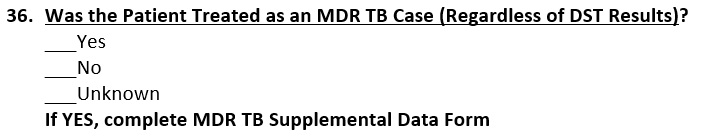 36. Was the Patient Treated as an MDR TB Case (Regardless of DST Results)?
___Yes
___No
___Unknown
If YES, complete MDR TB Supplemental Data Form